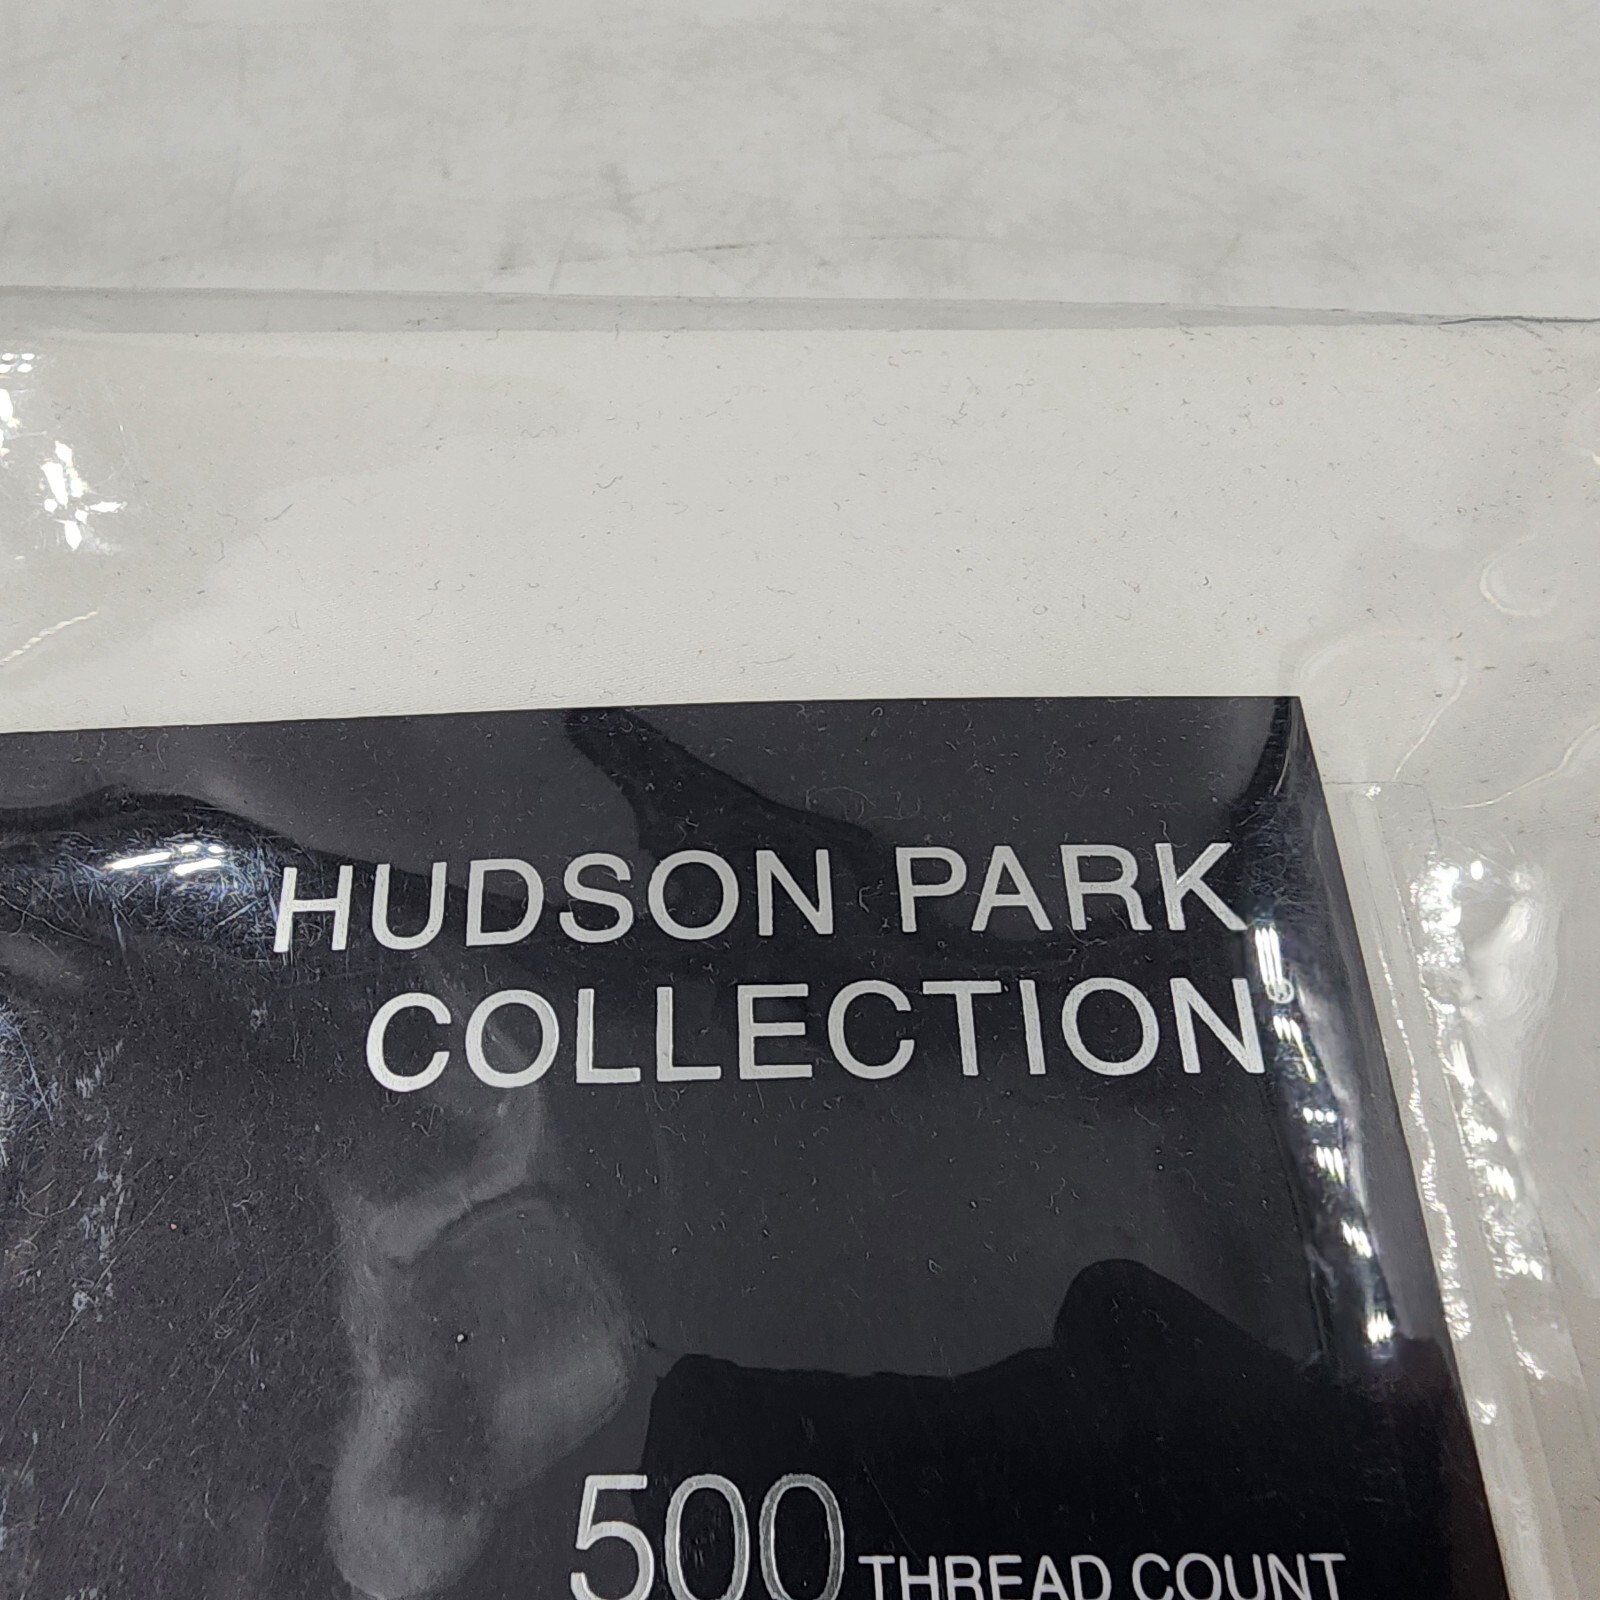 HUDSON PARK
COLLECTION®
500 THREAD COUNT